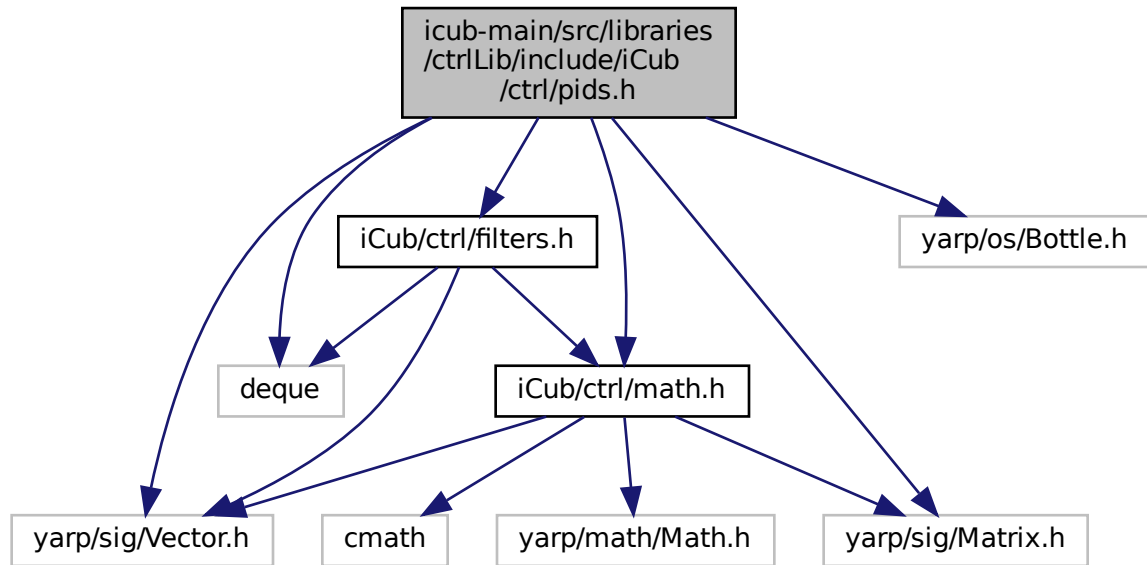 icub-main/src/libraries
/ctrlLib/include/iCub
/ctrl/pids.h
iCub/ctrl/filters.h
yarp/os/Bottle.h
deque
iCub/ctrl/math.h
yarp/sig/Vector.h
cmath
yarp/math/Math.h
yarp/sig/Matrix.h